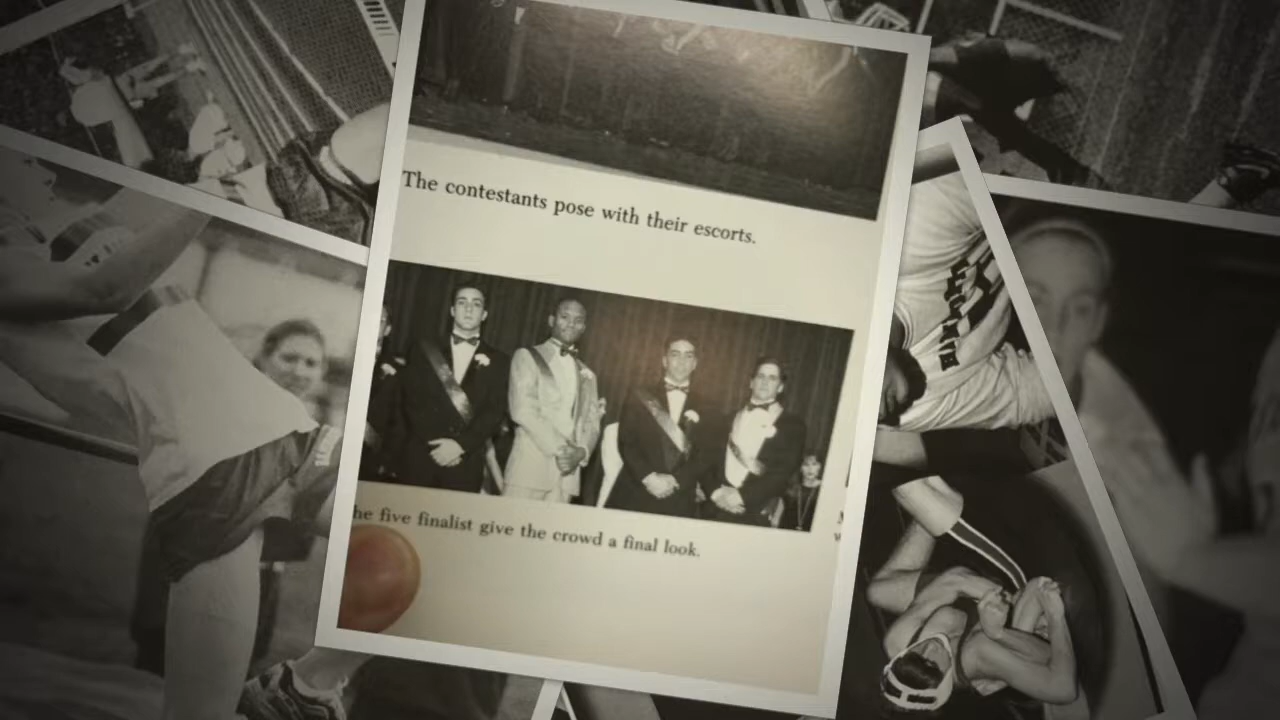 The contestants pose with their escorts.
he five finalist give the crowd a final look.